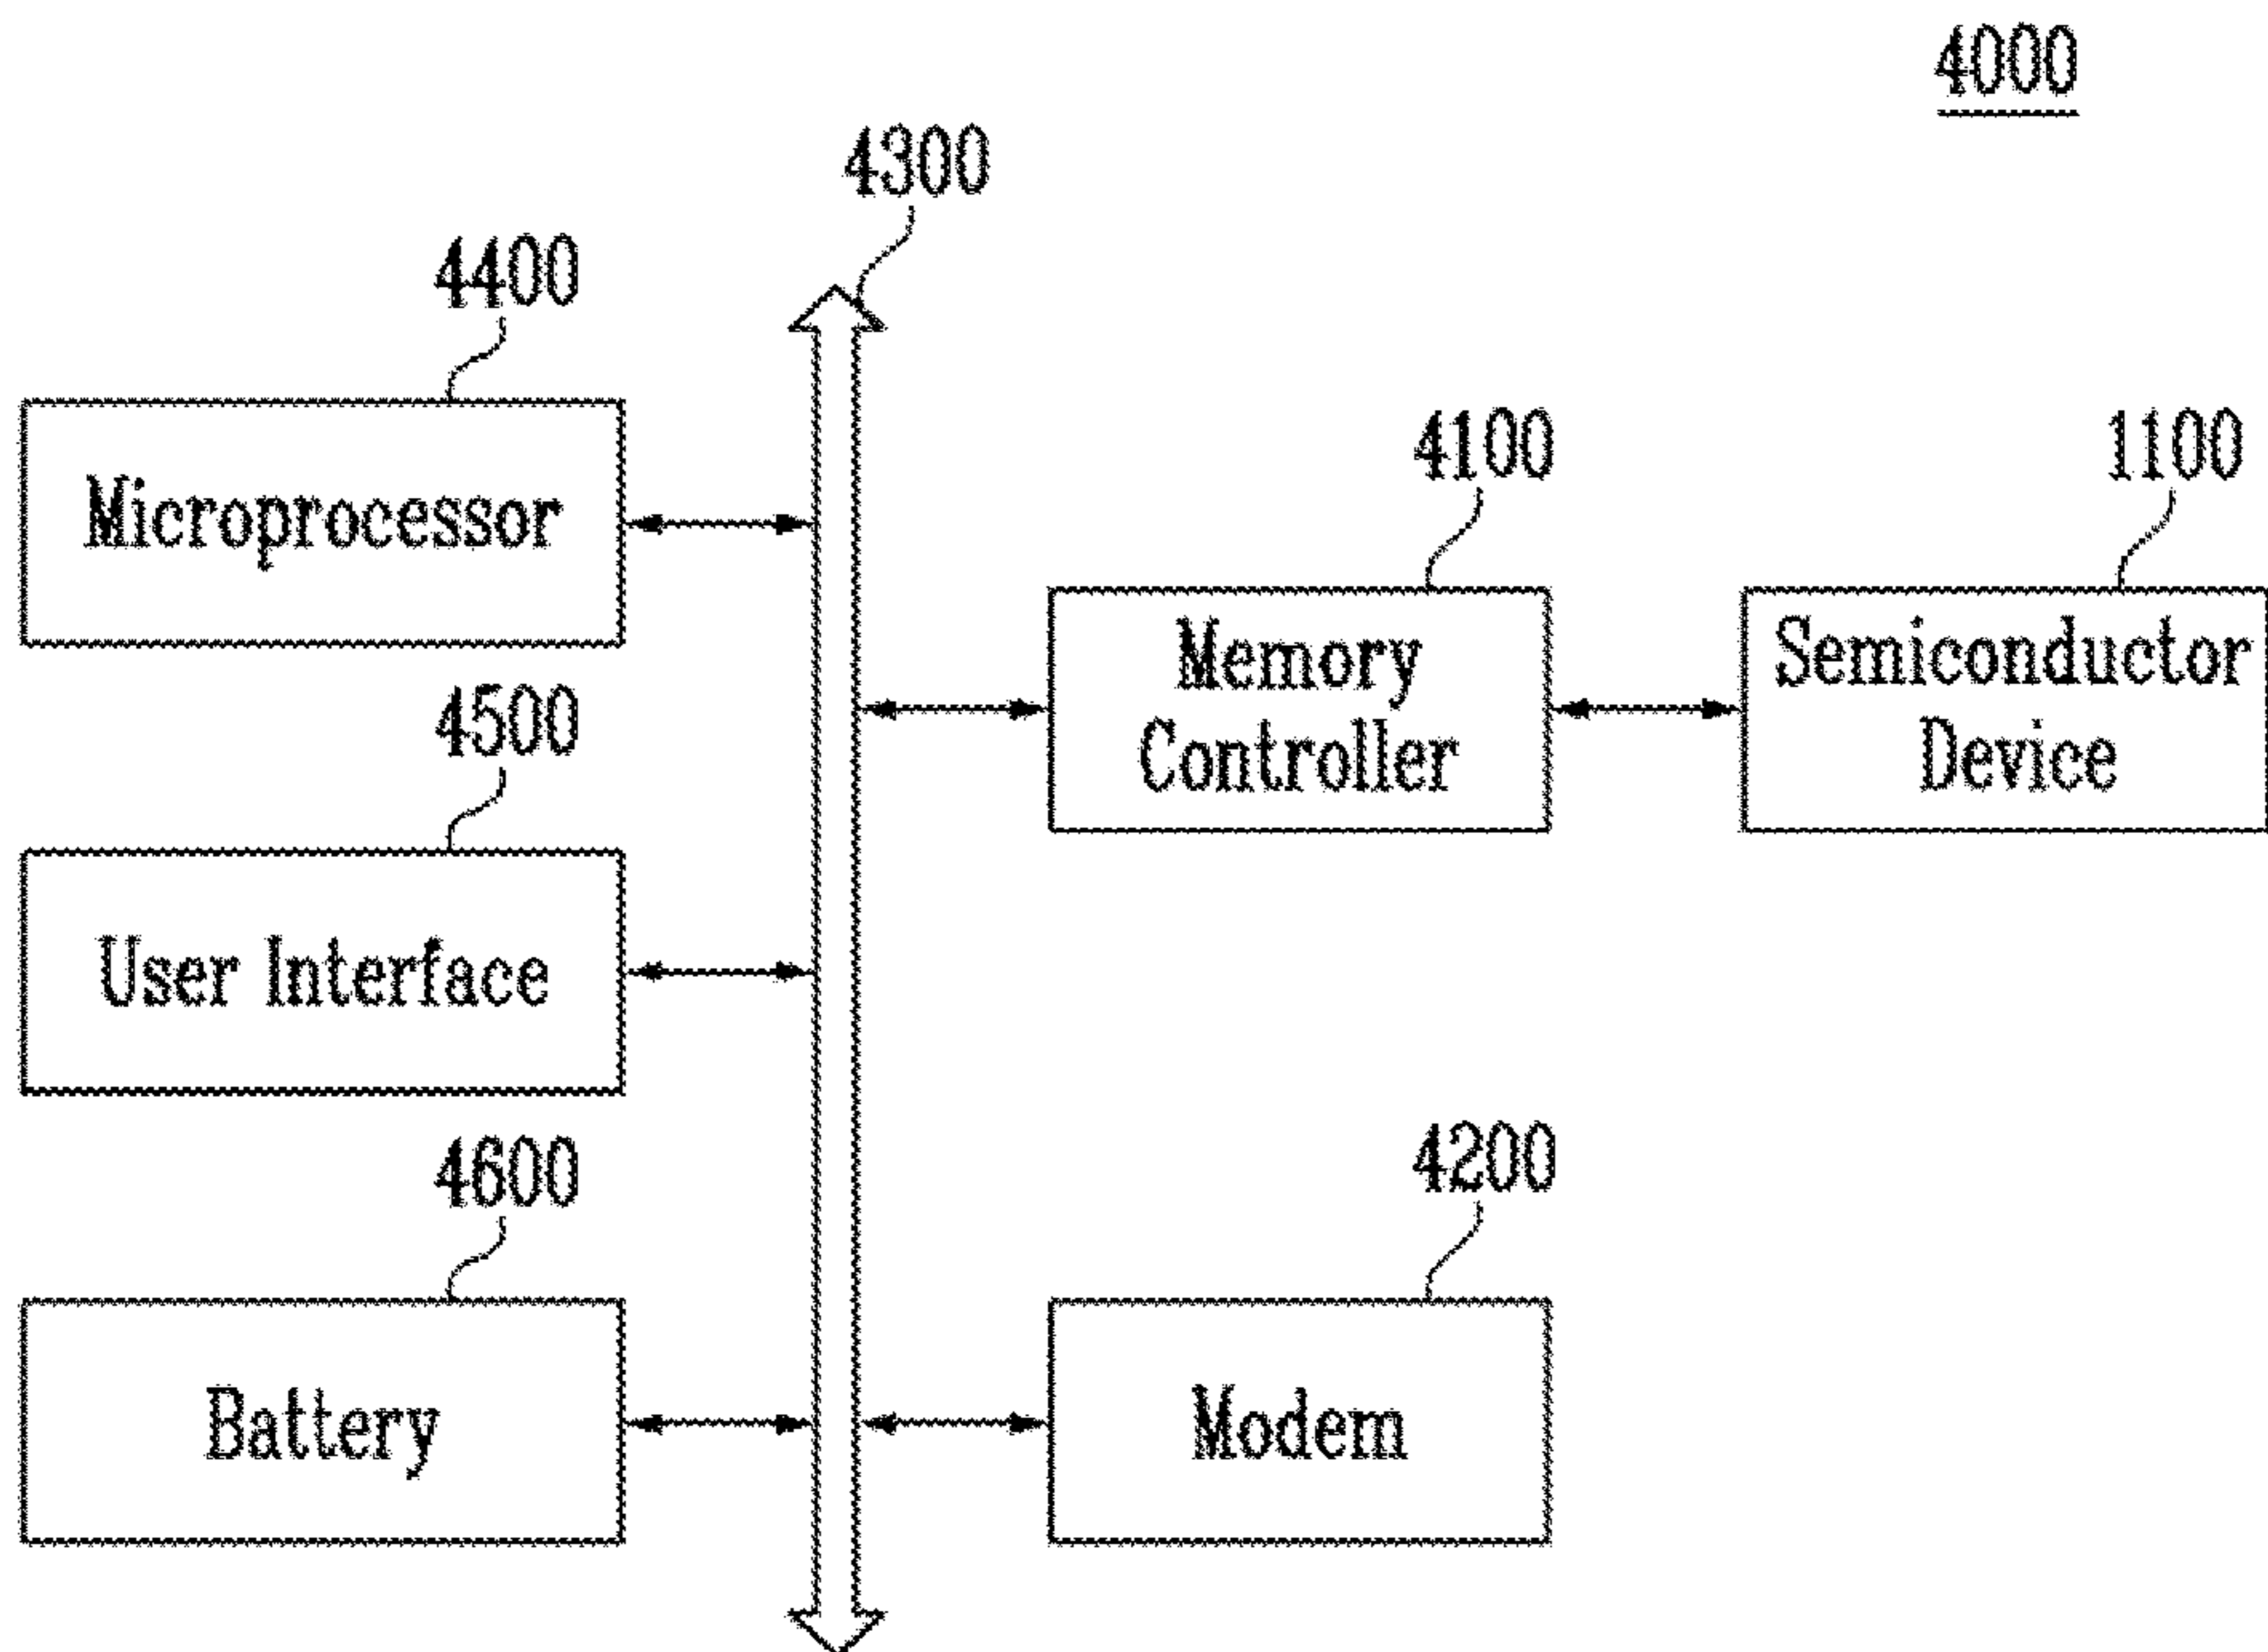 4000
4300
4400
Microprocessor
4100
1100
Memory
Controller
Semiconductor
Device
4500
User Interface
4600
Battery
4200
Modem